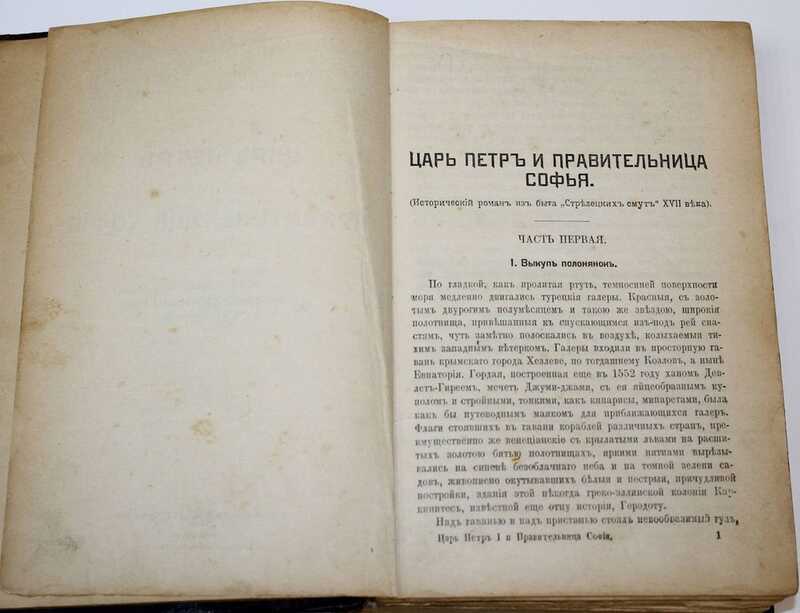 ЦАРЬ ПЕТРЪ И ПРАВИТЕЛЬНИЦА
СОФЬЯ.
(Историческій романъ изъ быта „Стрѣлецкихъ смутъ“ XVII вѣка).
ЧАСТЬ ПЕРВАЯ.
I. Выкупъ полонянокъ.
По гладкой, какъ пролитая ртуть, темносиней поверхности
моря медленно двигались турецкія галеры. Красныя, съ золо-
тымъ двурогимъ полумѣсяцемъ и такою же звѣздою, широкія
полотнища, привѣшанныя къ спускающимся изъ-подъ рей сна-
стямъ, чуть замѣтно полоскались въ воздухѣ, колыхаемыя ти-
химъ западнымъ вѣтеркомъ. Галеры входили въ просторную га-
вань крымскаго города Хезлеве, по тогдашнему Козловъ, а нынѣ
Евпаторія. Гордая, построенная еще въ 1552 году ханомъ Дев-
летъ-Гиреемъ, мечеть Джуми-джами, съ ея яйцеобразнымъ ку-
поломъ и стройными, тонкими, какъ кипарисы, минаретами, была
какъ бы путеводнымъ маякомъ для приближающихся галеръ.
Флаги стоявшихъ въ гавани кораблей различныхъ странъ, пре-
имущественно же венеціанскіе съ крылатыми львами на расши-
тыхъ золотою битью полотнищахъ, яркими пятнами вырѣзы-
вались на синевѣ безоблачнаго неба и на темной зелени са-
довъ, живописно окутывавшихъ бѣлыя и пестрыя, причудливой
постройки, зданія этой нѣкогда греко-эллинской колоніи Кар-
кинитесъ, извѣстной еще отцу исторіи, Геродоту.
Надъ гаванью и надъ пристанью стоялъ невообразимый гулъ,
Царь Петръ I и Правительница Софія.
1